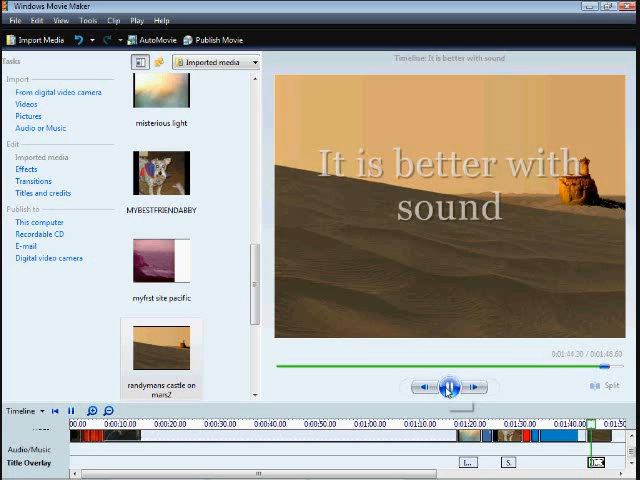 Windows Movie Maker
File Edit View Tools Clip Play Help
Import Media AutoMovie Publish Movie
Tasks
Imported media
Timeline: It is better with sound
Import
From digital video camera
Videos
Pictures
Audio or Music
misterious light
Edit
Imported media
Effects
Transitions
Titles and credits
MYBESTFRIENDABBY
It is better with
sound
Publish to
This computer
Recordable CD
E-mail
Digital video camera
myfrst site pacific
randymans castle on
mars2
0:01:44.30 / 0:01:48.60
Split
Timeline
00.00 0:00:10.00 0:00:20.00 0:00:30.00 0:00:40.00 0:00:50.00 0:01:00.00 0:01:10.00 0:01:20.00 0:01:30.00 0:01:40.00 0:01:50
Audio/Music
Title Overlay I... S.